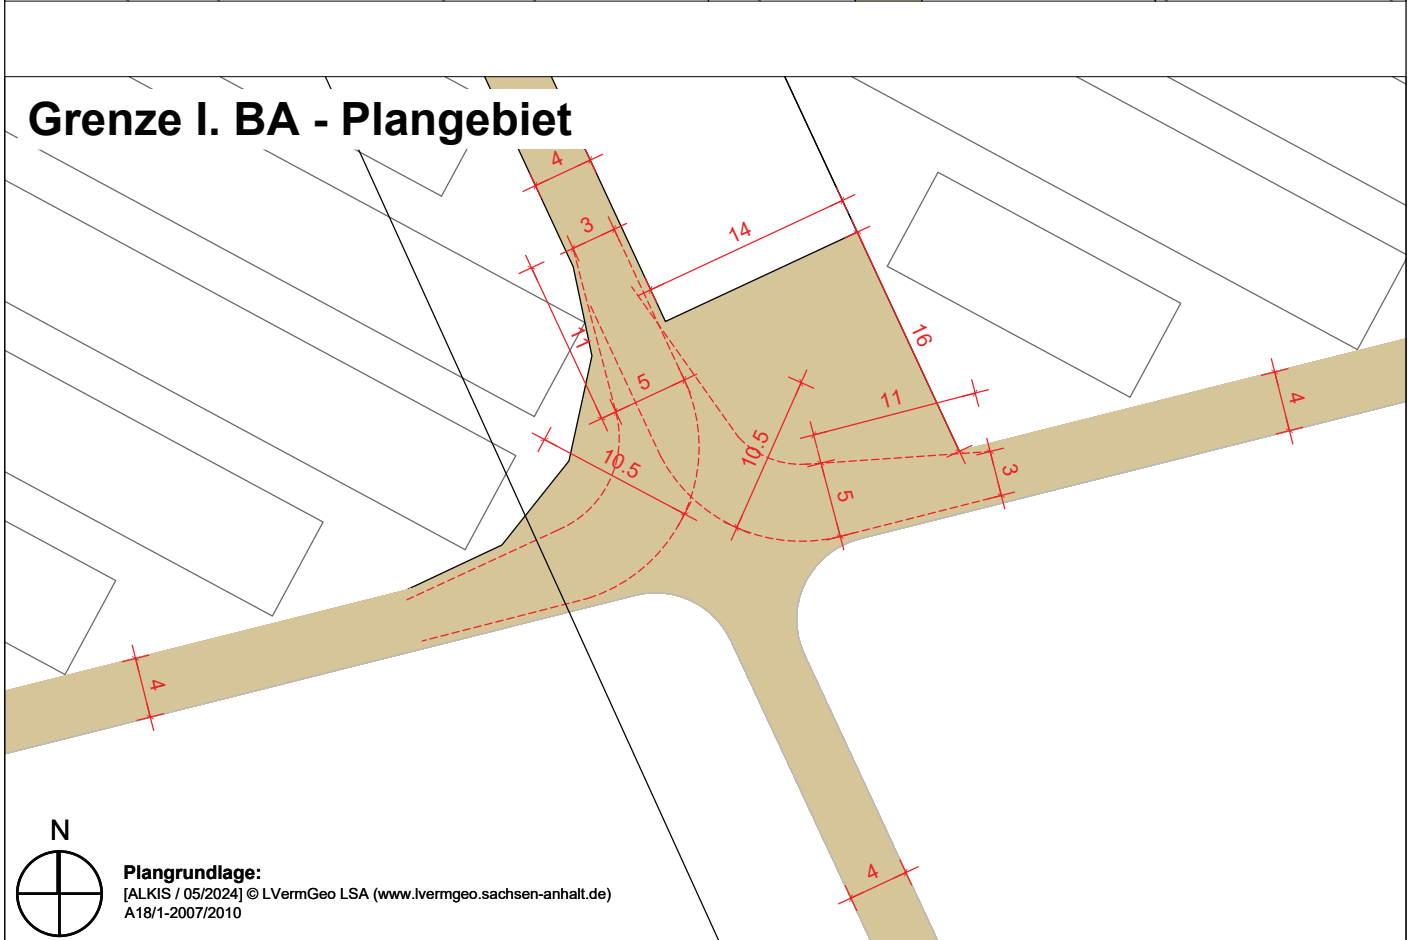 Grenze I. BA - Plangebiet
4
3
14
11
16
5
11
4
10.5
10.5
3
5
4
4
N
Plangrundlage:
[ALKIS / 05/2024] © LVermGeo LSA (www.lvermgeo.sachsen-anhalt.de)
A18/1-2007/2010